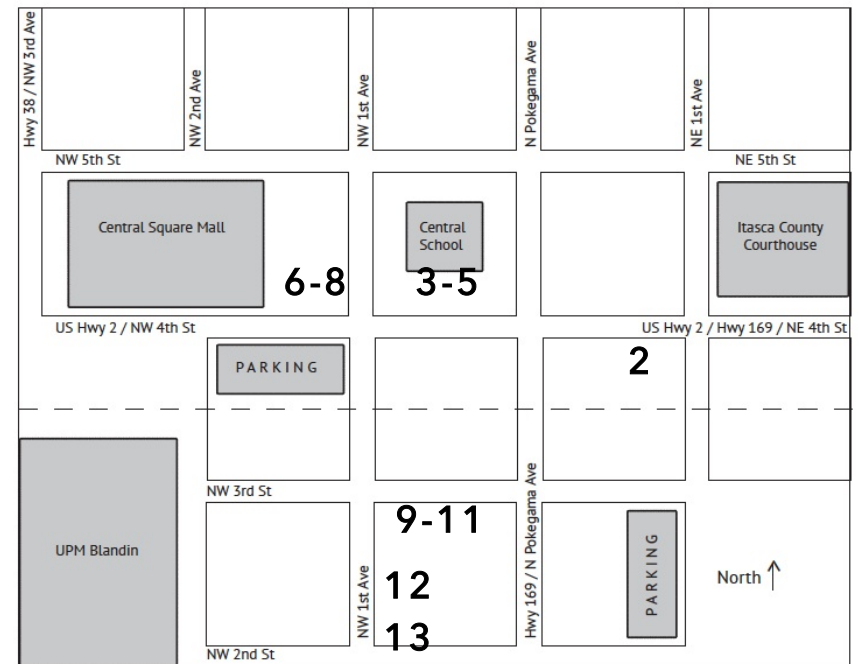 Hwy 38 / NW 3rd Ave
NW 2nd Ave
NW 1st Ave
N Pokegama Ave
NE 1st Ave
NW 5th St
NE 5th St
Central Square Mall
Central
School
Itasca County
Courthouse
6-8
3-5
US Hwy 2 / NW 4th St
US Hwy 2 / Hwy 169 / NE 4th St
PARKING
2
NW 3rd St
Hwy 169 / N Pokegama Ave
9-11
UPM Blandin
NW 1st Ave
12
PARKING
North
13
NW 2nd St